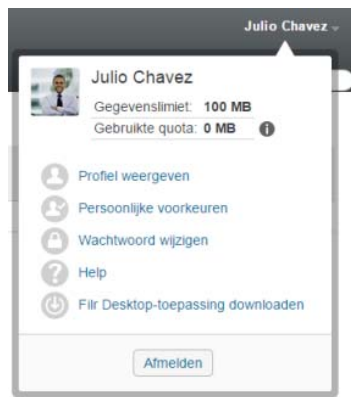 Julio Chavez
Julio Chavez
Gegevenslimiet: 100 MB
Gebruikte quota: 0 MB
Profiel weergeven
Persoonlijke voorkeuren
Wachtwoord wijzigen
Help
Filr Desktop-toepassing downloaden
Afmelden